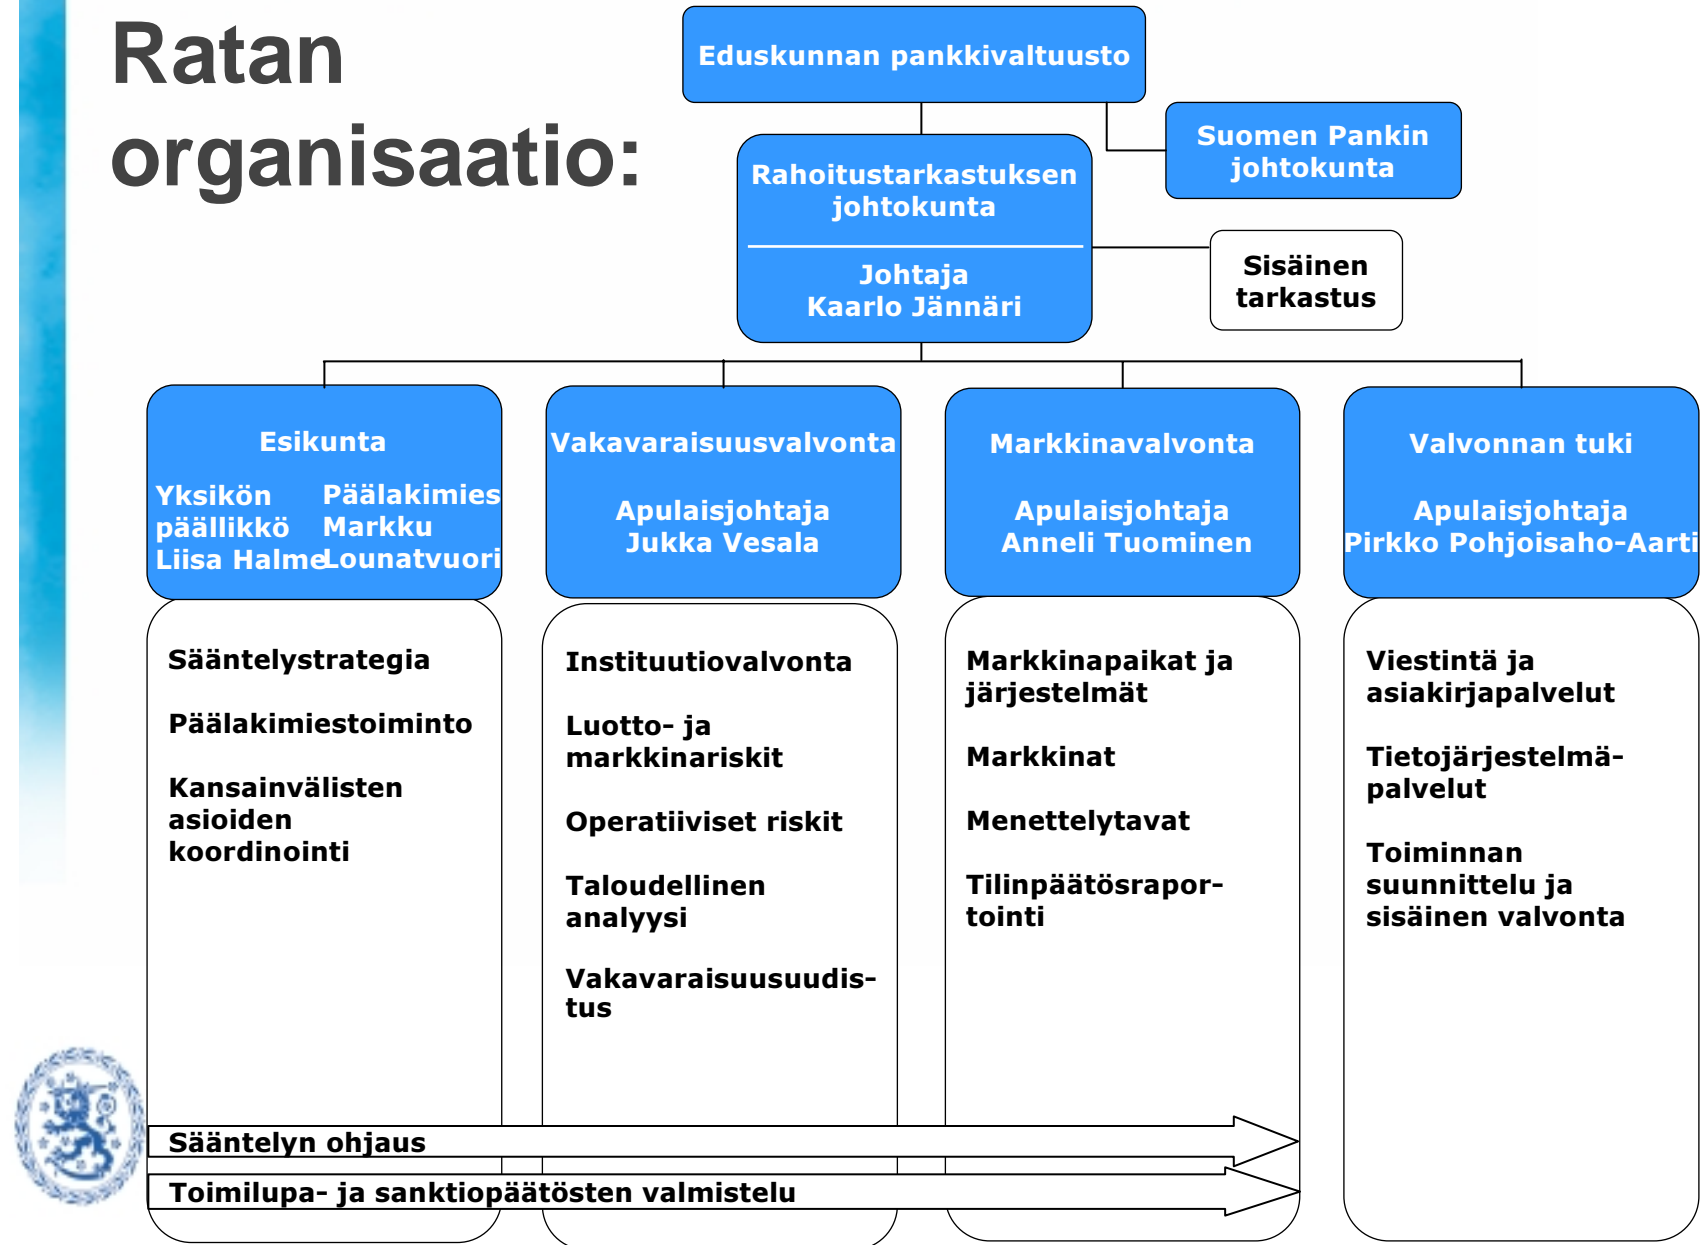 Ratan
organisaatio:
Eduskunnan pankkivaltuusto
Suomen Pankin
johtokunta
Rahoitustarkastuksen
johtokunta
Johtaja
Kaarlo Jännäri
Sisäinen
tarkastus
Esikunta
Yksikön
päällikkö
Liisa Halme
Päälakimies
Markku
Lounatvuori
Vakavaraisuusvalvonta
Apulaisjohtaja
Jukka Vesala
Markkinavalvonta
Apulaisjohtaja
Anneli Tuominen
Valvonnan tuki
Apulaisjohtaja
Pirkko Pohjoisaho-Aarti
Sääntelystrategia
Päälakimiestoiminto
Kansainvälisten
asioiden
koordinointi
Instituutiovalvonta
Luotto- ja
markkinariskit
Operatiiviset riskit
Taloudellinen
analyysi
Vakavaraisuusuudis-
tus
Markkinapaikat ja
järjestelmät
Markkinat
Menettelytavat
Tilinpäätösrapor-
tointi
Viestintä ja
asiakirjapalvelut
Tietojärjestelmä-
palvelut
Toiminnan
suunnittelu ja
sisäinen valvonta
Sääntelyn ohjaus
Toimilupa- ja sanktiopäätösten valmistelu